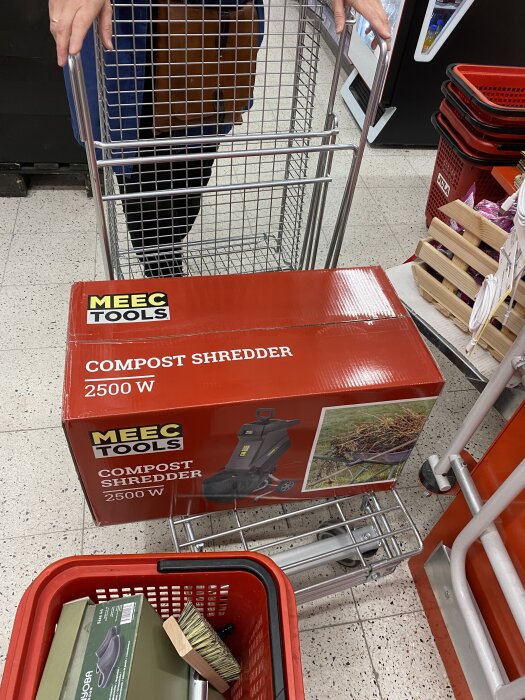 MEEC
TOOLS
COMPOST SHREDDER
2500 W
MEEC
TOOLS
COMPOST
SHREDDER
2500 W